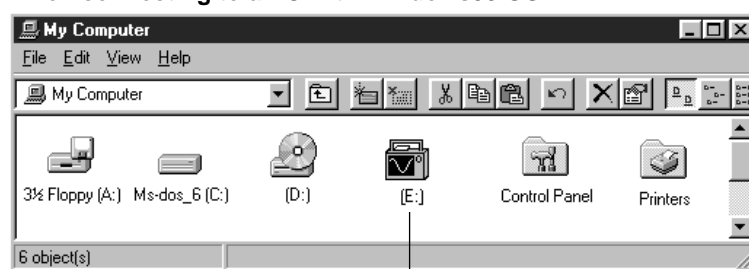 My Computer
File Edit View Help
My Computer
3½ Floppy (A:) Ms-dos_6 (C:) (D:) (E:) Control Panel Printers
6 object(s)